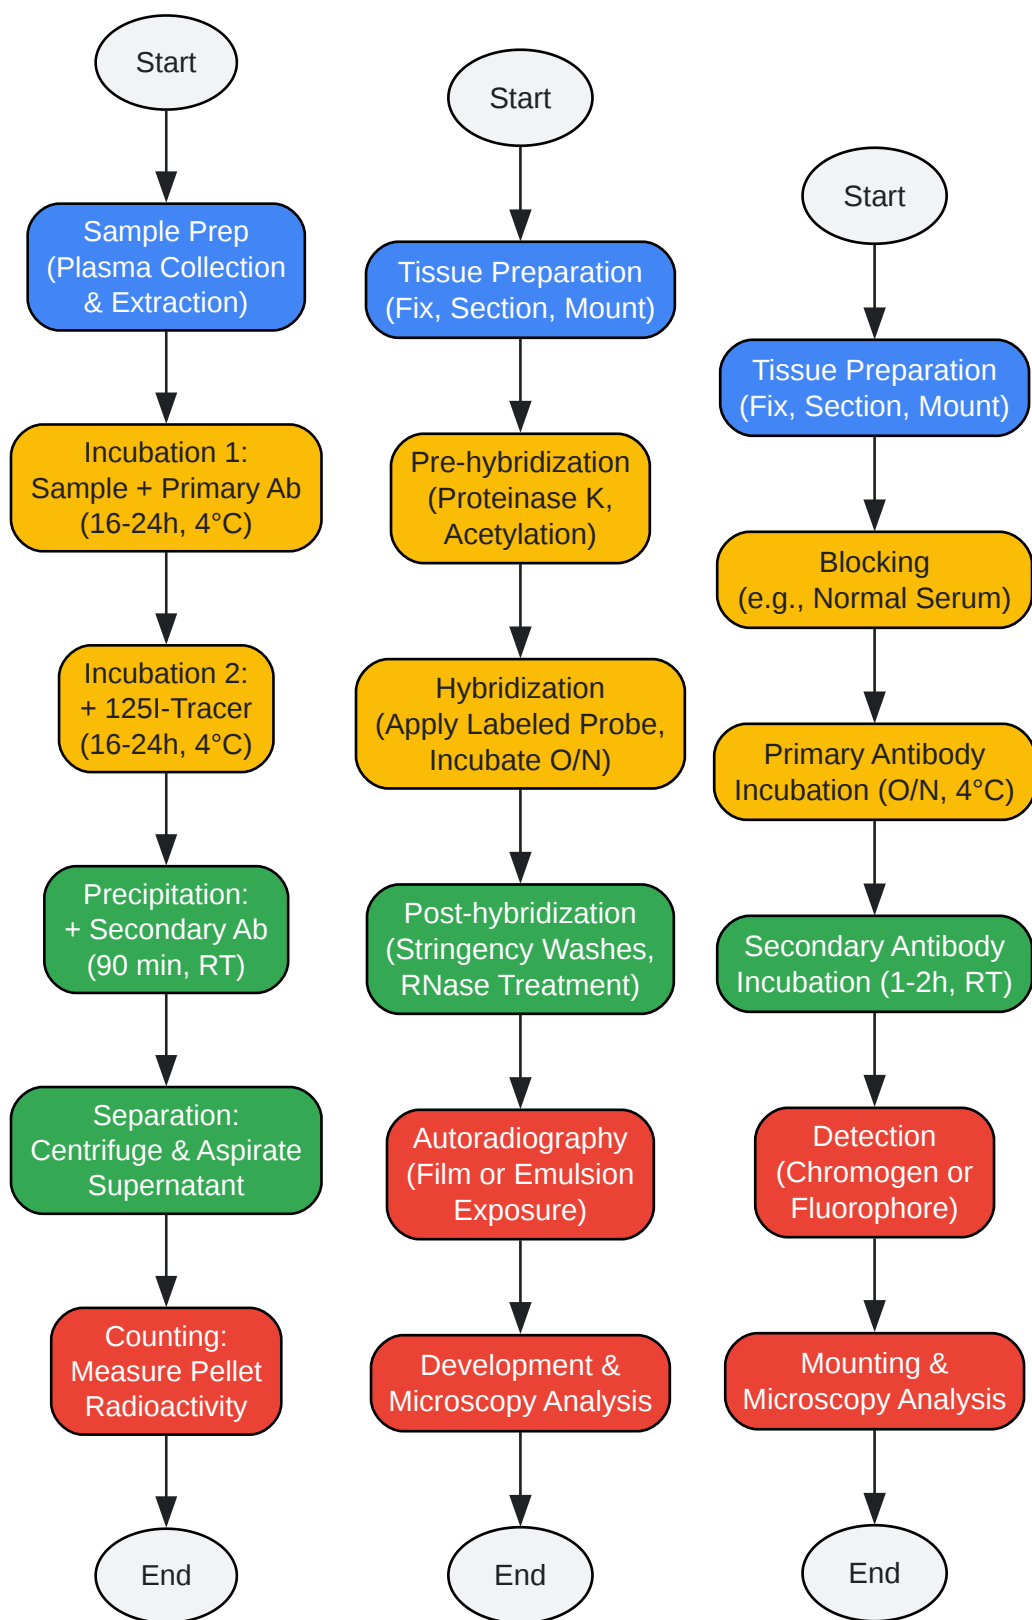 Start
Sample Prep
(Plasma Collection
& Extraction)
Incubation 1:
Sample + Primary Ab
(16-24h, 4°C)
Incubation 2:
+ 125I-Tracer
(16-24h, 4°C)
Precipitation:
+ Secondary Ab
(90 min, RT)
Separation:
Centrifuge & Aspirate
Supernatant
Counting:
Measure Pellet
Radioactivity
End
Start
Tissue Preparation
(Fix, Section, Mount)
Pre-hybridization
(Proteinase K,
Acetylation)
Hybridization
(Apply Labeled Probe,
Incubate O/N)
Post-hybridization
(Stringency Washes,
RNase Treatment)
Autoradiography
(Film or Emulsion
Exposure)
Development &
Microscopy Analysis
End
Start
Tissue Preparation
(Fix, Section, Mount)
Blocking
(e.g., Normal Serum)
Primary Antibody
Incubation (O/N, 4°C)
Secondary Antibody
Incubation (1-2h, RT)
Detection
(Chromogen or
Fluorophore)
Mounting &
Microscopy Analysis
End